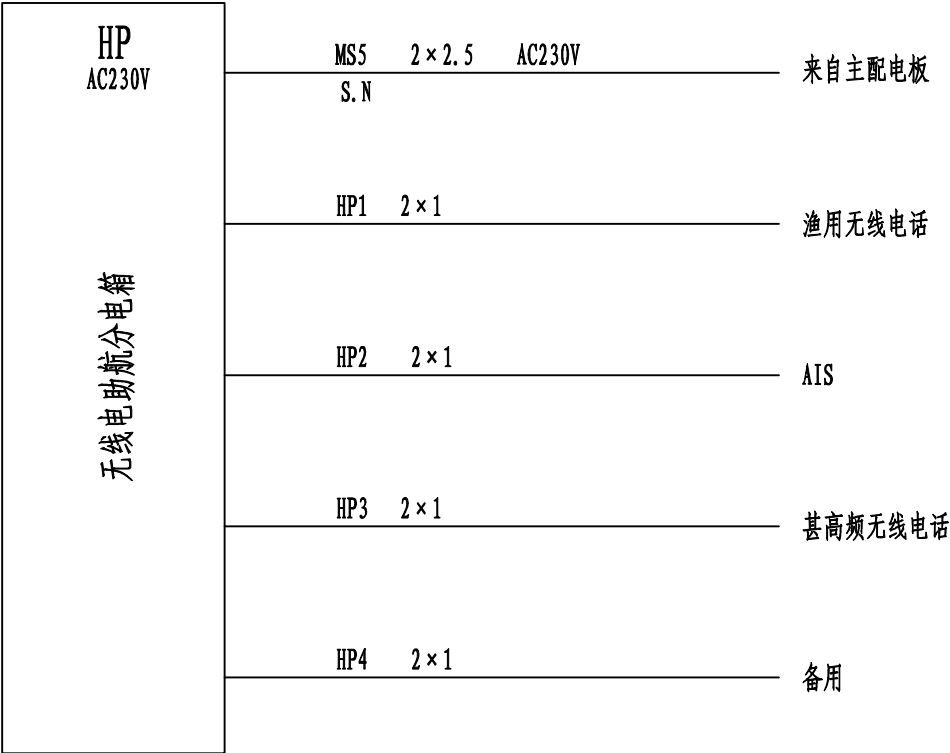 HP
AC230V
MS5 2×2.5 AC230V
S.N
来自主配电板
HP1 2×1
渔用无线电话
无线电助航分电箱
HP2 2×1
AIS
HP3 2×1
甚高频无线电话
HP4 2×1
备用